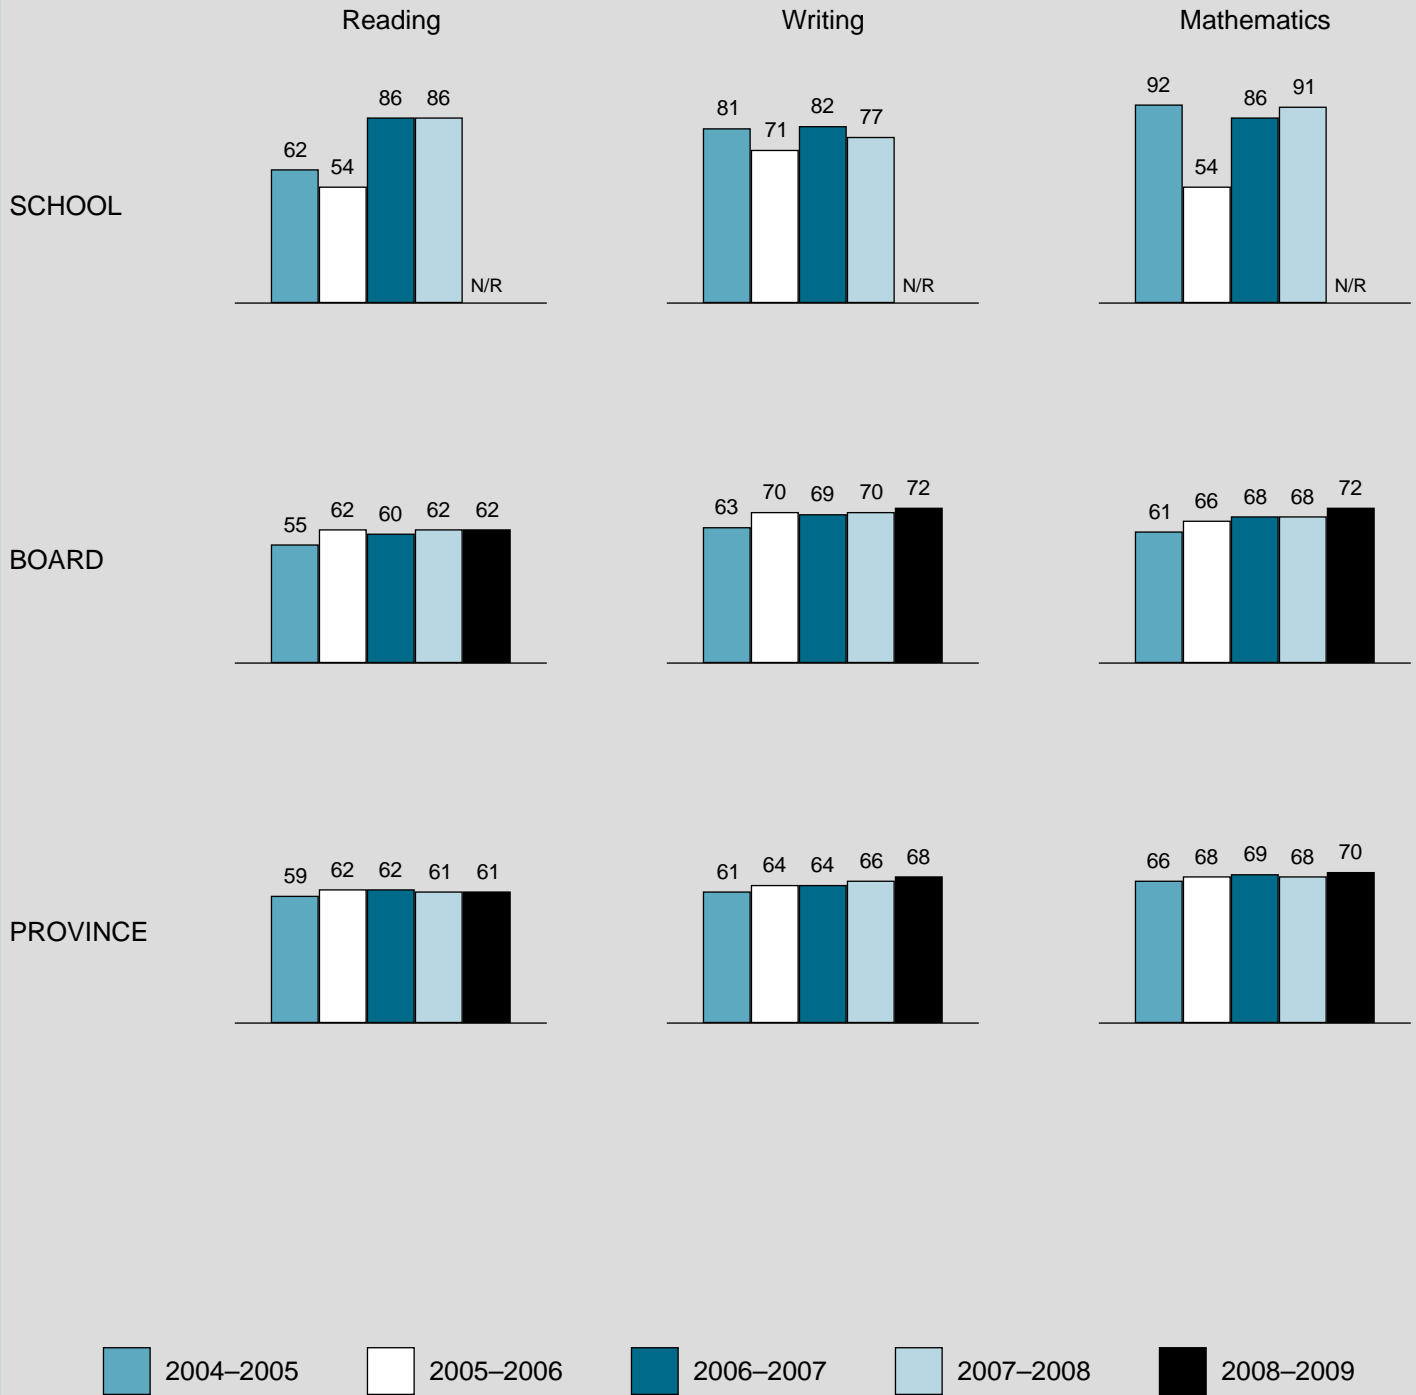 Reading Writing Mathematics
SCHOOL
62 54 86 86 N/R
81 71 82 77 N/R
92 54 86 91 N/R
BOARD
55 62 60 62 62
63 70 69 70 72
61 66 68 68 72
PROVINCE
59 62 62 61 61
61 64 64 66 68
66 68 69 68 70
2004–2005 2005–2006 2006–2007 2007–2008 2008–2009